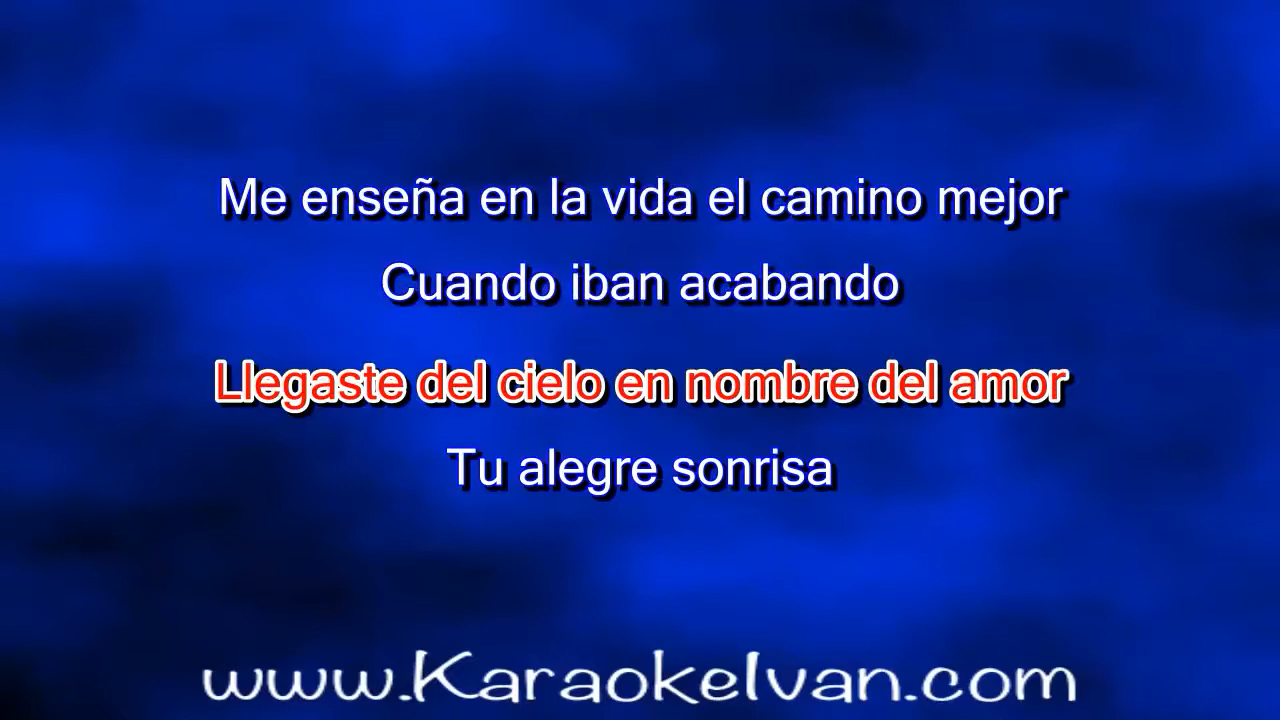 Me enseña en la vida el camino mejor
Cuando iban acabando
Llegaste del cielo en nombre del amor
Tu alegre sonrisa
www.KaraokeIvan.com